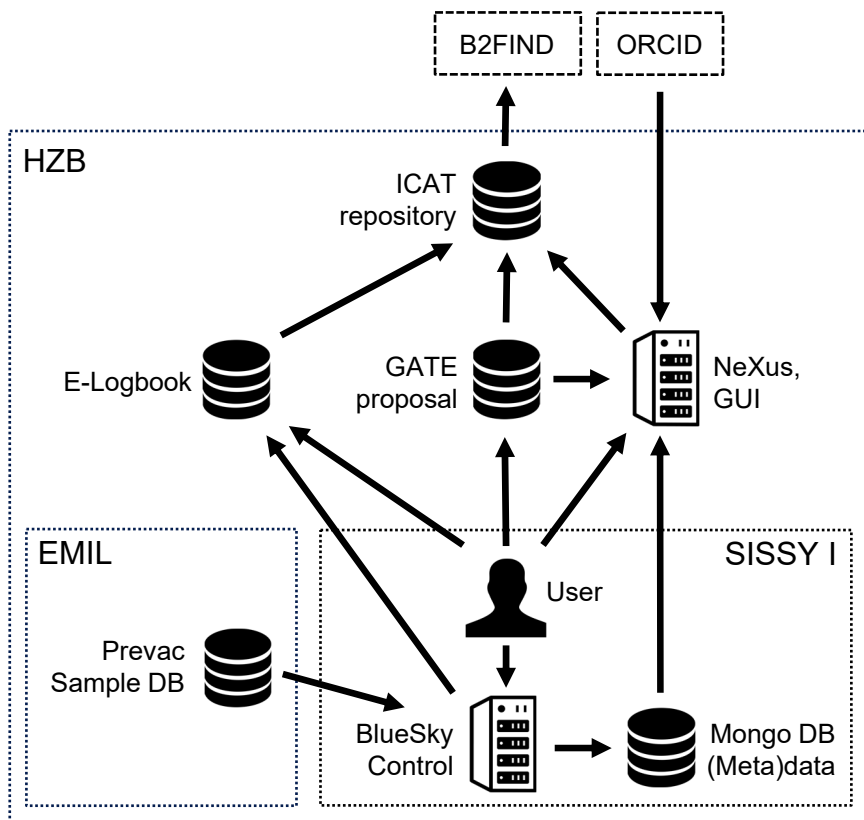 B2FIND
ORCID
HZB
ICAT
repository
E-Logbook
GATE
proposal
NeXus,
GUI
EMIL
SISSY I
User
Prevac
Sample DB
BlueSky
Control
Mongo DB
(Meta)data